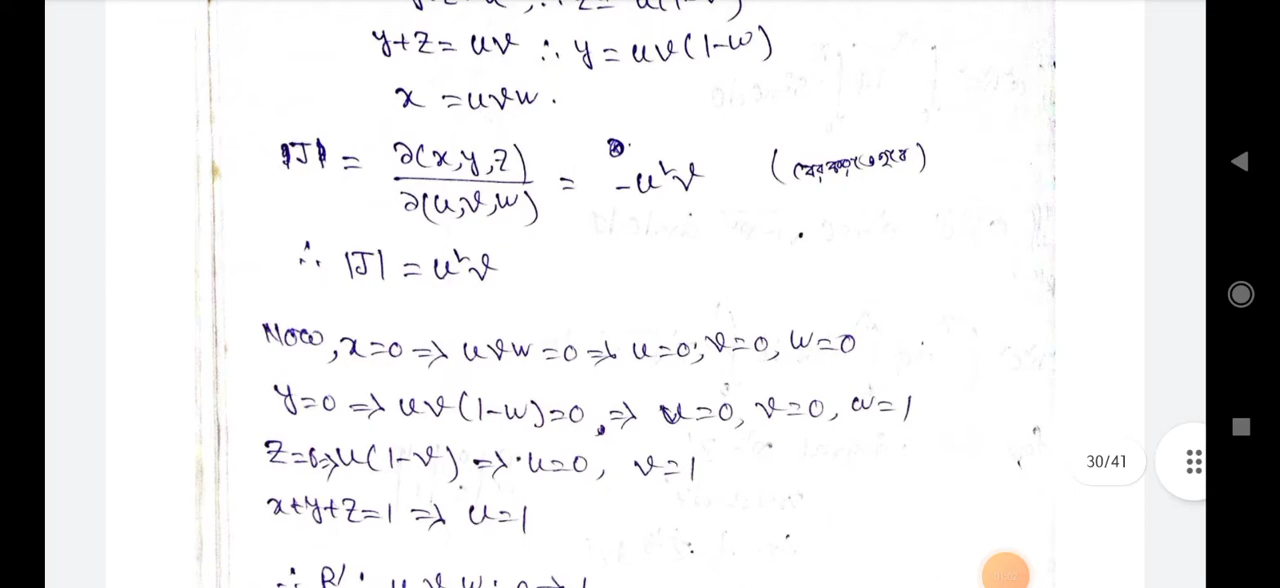 y+z = uv ∴ y = uv(1-w)
x = uvw.
|J| = ∂(x,y,z) / ∂(u,v,w) = -u²v
∴ |J| = u²v
Now, x=0 => uvw=0 => u=0, v=0, w=0
y=0 => uv(1-w)=0, => u=0, v=0, w=1
z=0 => u(1-v) => u=0, v=1
x+y+z=1 => u=1
30/41